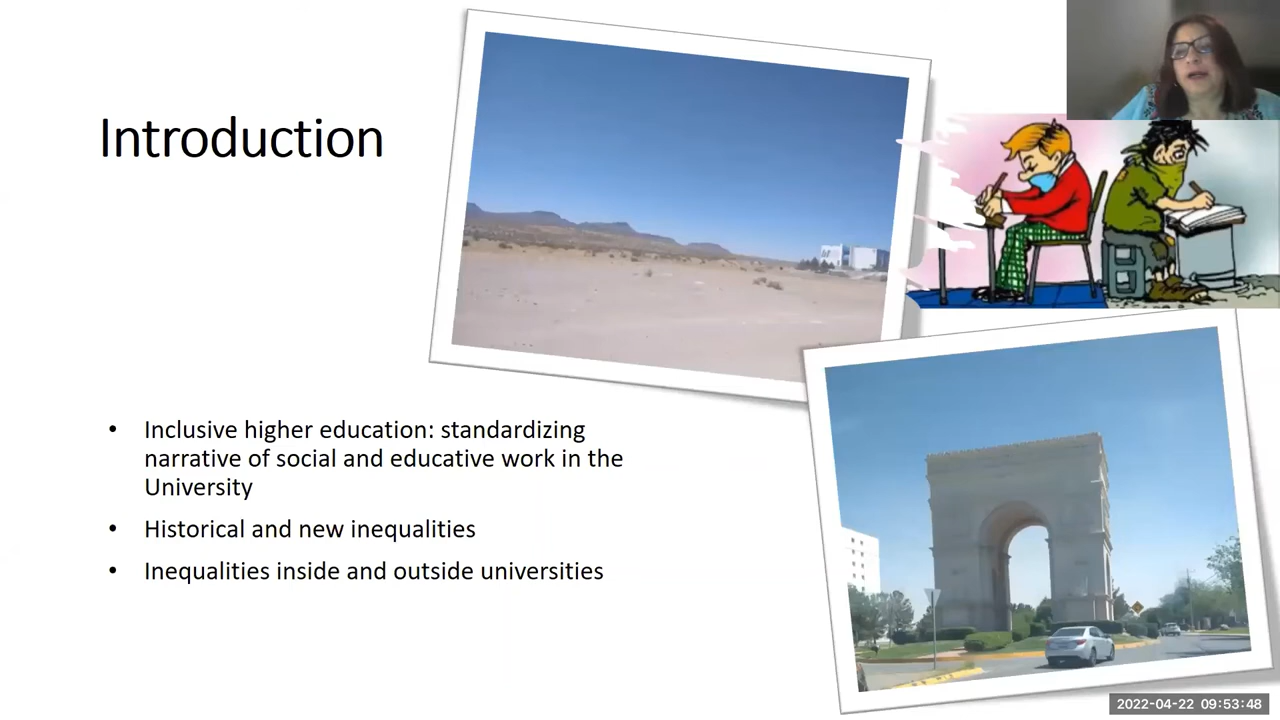 Introduction
• Inclusive higher education: standardizing
narrative of social and educative work in the
University
• Historical and new inequalities
• Inequalities inside and outside universities
2022-04-22 09:53:48